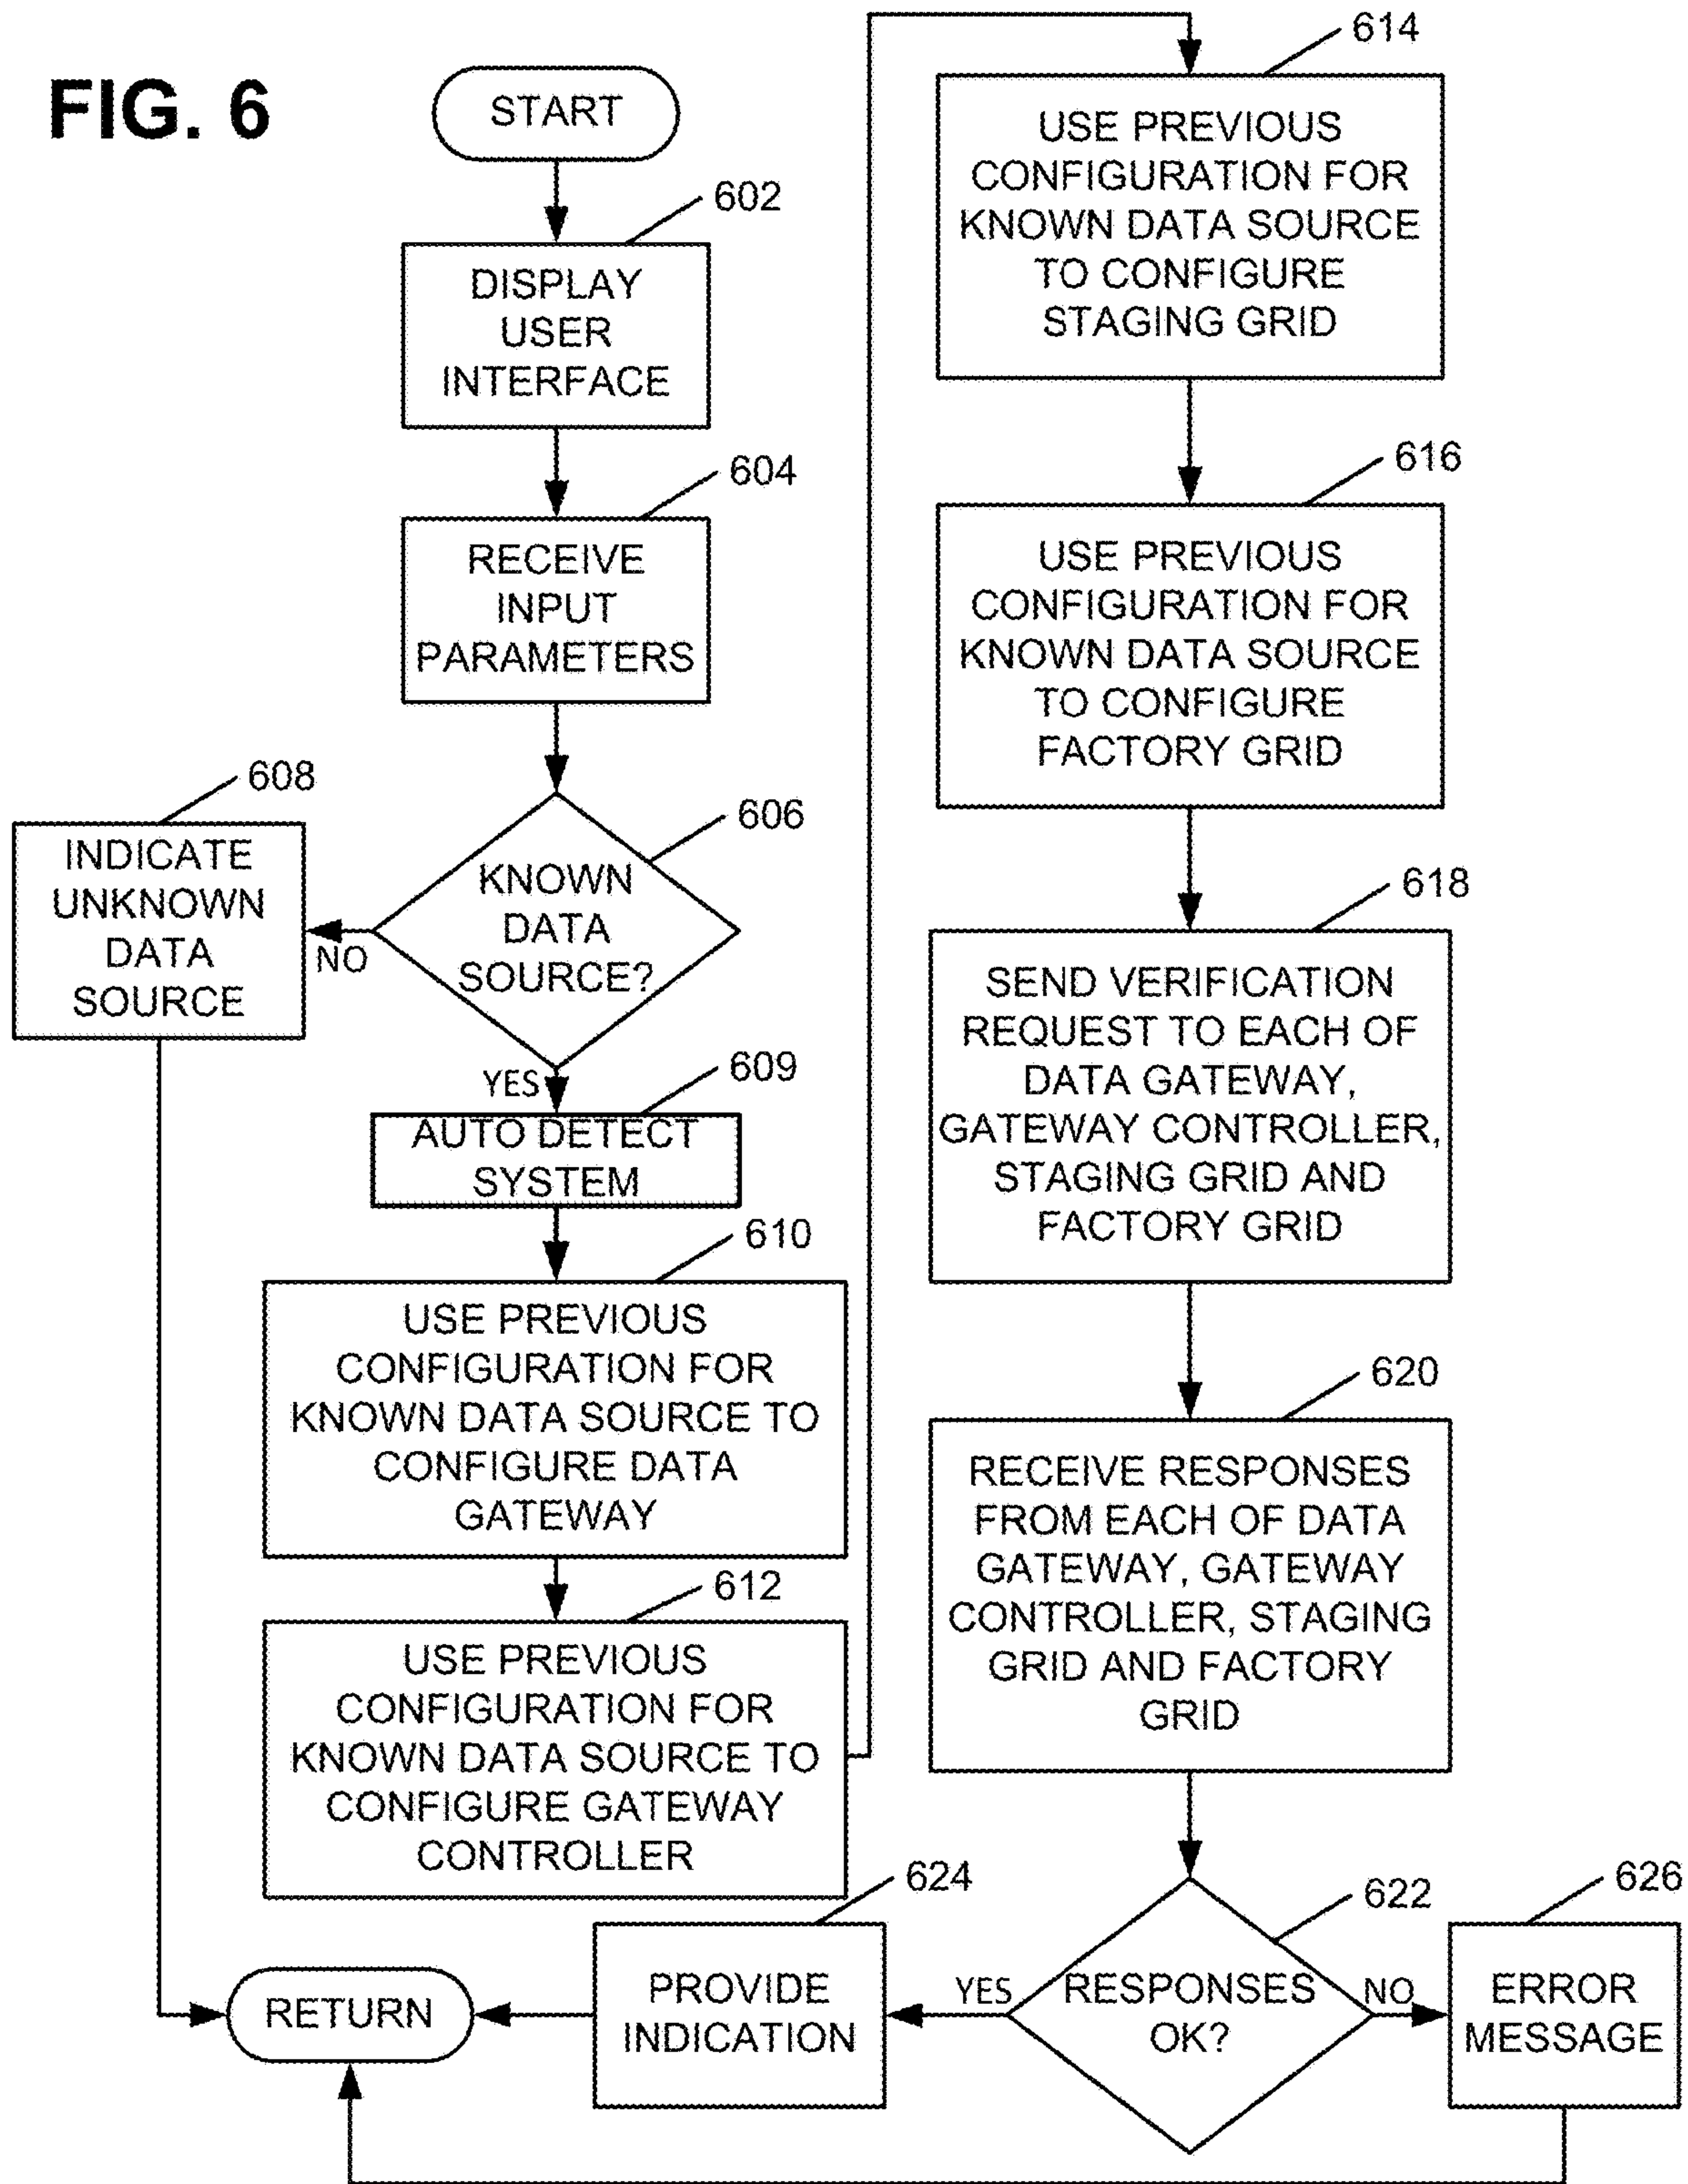 FIG. 6
START
602
DISPLAY
USER
INTERFACE
604
RECEIVE
INPUT
PARAMETERS
606
KNOWN
DATA
SOURCE?
NO
608
INDICATE
UNKNOWN
DATA
SOURCE
YES
609
AUTO DETECT
SYSTEM
610
USE PREVIOUS
CONFIGURATION FOR
KNOWN DATA SOURCE TO
CONFIGURE DATA
GATEWAY
612
USE PREVIOUS
CONFIGURATION FOR
KNOWN DATA SOURCE TO
CONFIGURE GATEWAY
CONTROLLER
614
USE PREVIOUS
CONFIGURATION FOR
KNOWN DATA SOURCE
TO CONFIGURE
STAGING GRID
616
USE PREVIOUS
CONFIGURATION FOR
KNOWN DATA SOURCE
TO CONFIGURE
FACTORY GRID
618
SEND VERIFICATION
REQUEST TO EACH OF
DATA GATEWAY,
GATEWAY CONTROLLER,
STAGING GRID AND
FACTORY GRID
620
RECEIVE RESPONSES
FROM EACH OF DATA
GATEWAY, GATEWAY
CONTROLLER, STAGING
GRID AND FACTORY
GRID
622
RESPONSES
OK?
YES
624
PROVIDE
INDICATION
NO
626
ERROR
MESSAGE
RETURN